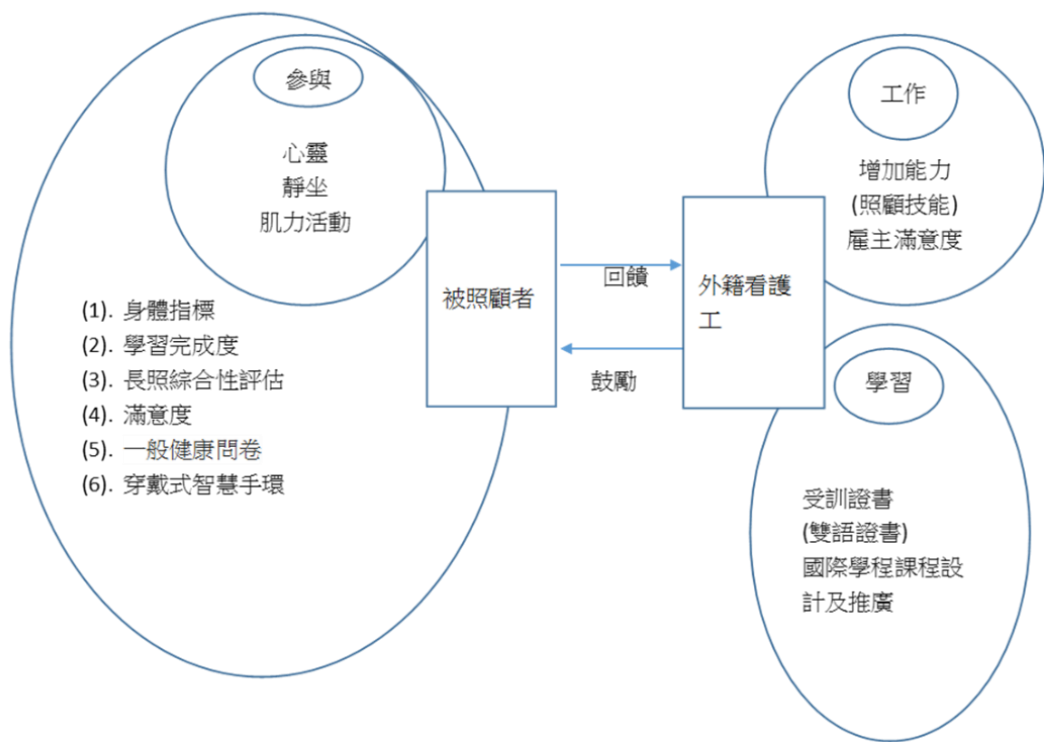 參與
心靈
靜坐
肌力活動
(1). 身體指標
(2). 學習完成度
(3). 長照綜合性評估
(4). 滿意度
(5). 一般健康問卷
(6). 穿戴式智慧手環
被照顧者
回饋
鼓勵
外籍看護
工
工作
增加能力
(照顧技能)
雇主滿意度
學習
受訓證書
(雙語證書)
國際學程課程設
計及推廣